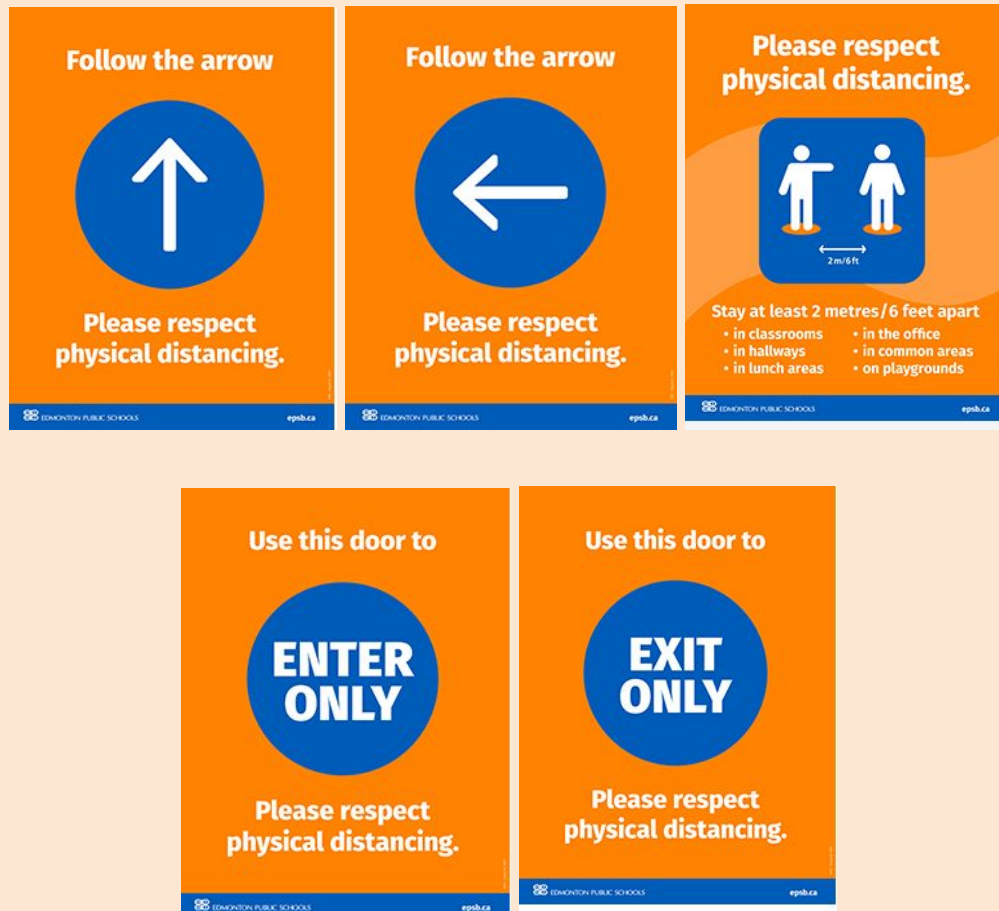 Follow the arrow
Please respect
physical distancing.
EDMONTON PUBLIC SCHOOLS
epsb.ca
Follow the arrow
Please respect
physical distancing.
EDMONTON PUBLIC SCHOOLS
epsb.ca
Please respect
physical distancing.
2m/6ft
Stay at least 2 metres/6 feet apart
• in classrooms
• in hallways
• in lunch areas
• in the office
• in common areas
• on playgrounds
EDMONTON PUBLIC SCHOOLS
epsb.ca
Use this door to
ENTER
ONLY
Please respect
physical distancing.
EDMONTON PUBLIC SCHOOLS
epsb.ca
Use this door to
EXIT
ONLY
Please respect
physical distancing.
EDMONTON PUBLIC SCHOOLS
epsb.ca